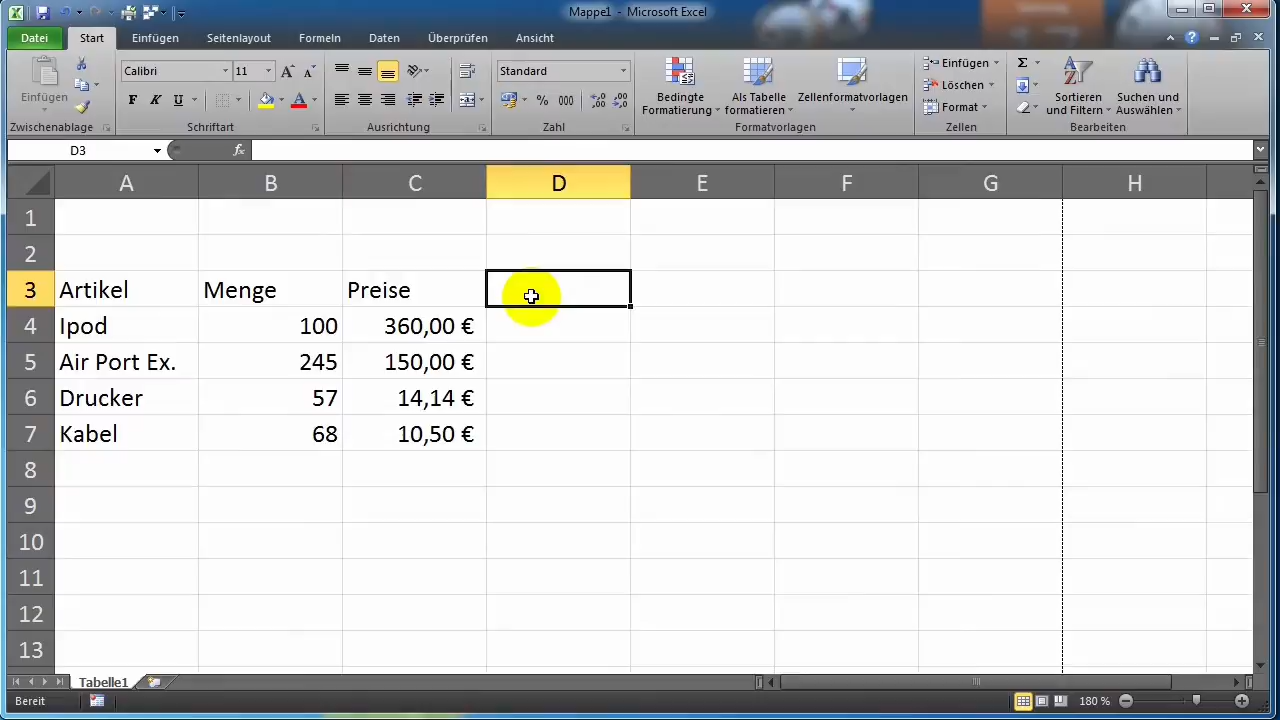 Mappe1 - Microsoft Excel
Datei Start Einfügen Seitenlayout Formeln Daten Überprüfen Ansicht
Einfügen
Calibri 11
F K U
Standard
% 000
Bedingte Formatierung
Als Tabelle formatieren
Zellenformatvorlagen
Einfügen
Löschen
Format
Σ
Sortieren und Filtern
Suchen und Auswählen
Zwischenablage Schriftart Ausrichtung Zahl Formatvorlagen Zellen Bearbeiten
D3 fx
A B C D E F G H
1
2
3 Artikel Menge Preise
4 Ipod 100 360,00 €
5 Air Port Ex. 245 150,00 €
6 Drucker 57 14,14 €
7 Kabel 68 10,50 €
8
9
10
11
12
13
Tabelle1
Bereit 180 %